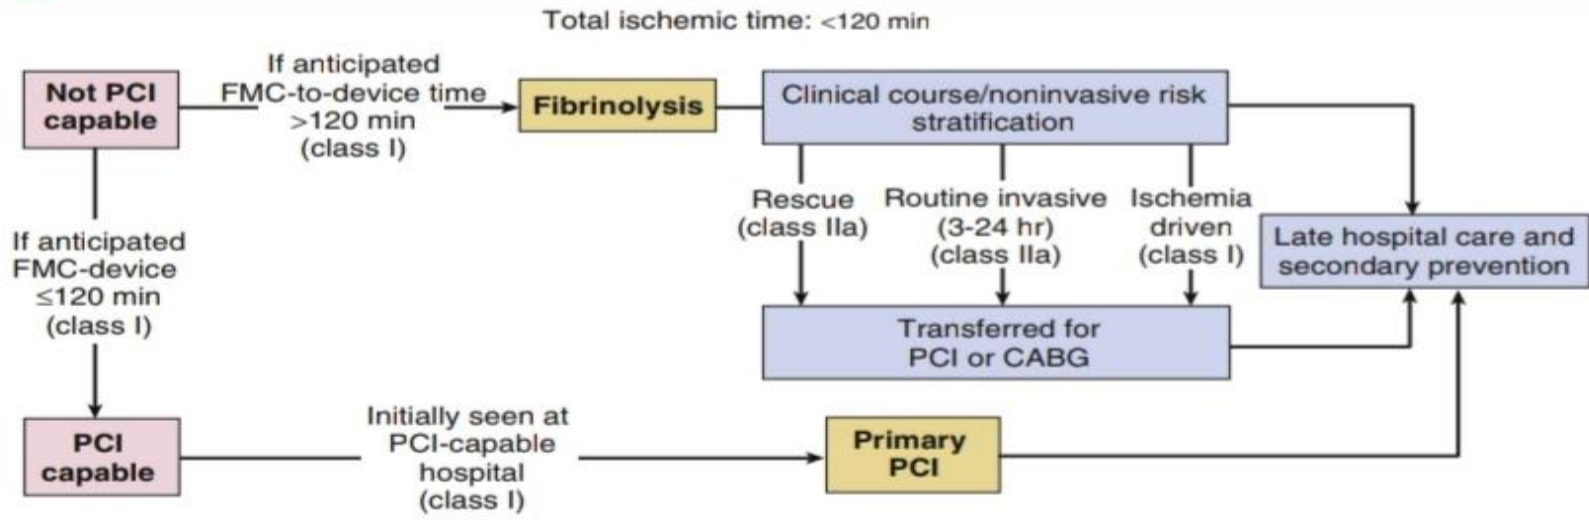 Total ischemic time: <120 min
Not PCI
capable
If anticipated
FMC-to-device time
>120 min
(class I)
Fibrinolysis
Clinical course/noninvasive risk
stratification
Rescue
(class IIa)
Routine invasive
(3-24 hr)
(class IIa)
Ischemia
driven
(class I)
Late hospital care and
secondary prevention
If anticipated
FMC-device
≤120 min
(class I)
Transferred for
PCI or CABG
PCI
capable
Initially seen at
PCI-capable
hospital
(class I)
Primary
PCI